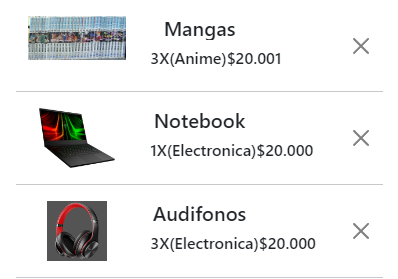 Mangas
3X(Anime)$20.001
Notebook
1X(Electronica)$20.000
Audifonos
3X(Electronica)$20.000